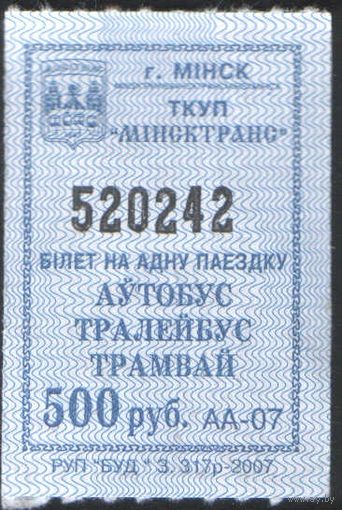 г. МІНСК
ТКУП
"МІНСКТРАНС"
520242
БІЛЕТ НА АДНУ ПАЕЗДКУ
АЎТОБУС
ТРАЛЕЙБУС
ТРАМВАЙ
500 руб. АА-07
РУП "БУД." З. 317р-2007